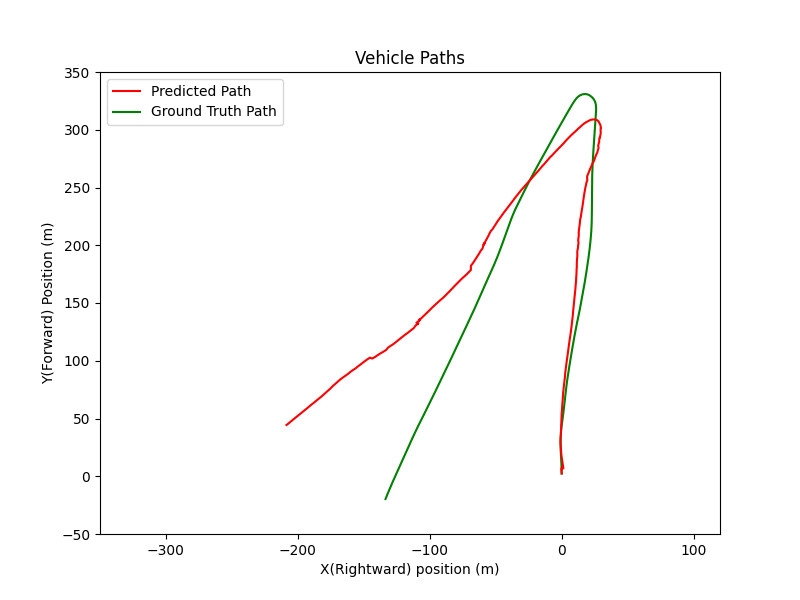 Vehicle Paths
Predicted Path
Ground Truth Path
350
300
250
200
150
100
50
0
−50
Y(Forward) Position (m)
−300
−200
−100
0
100
X(Rightward) position (m)